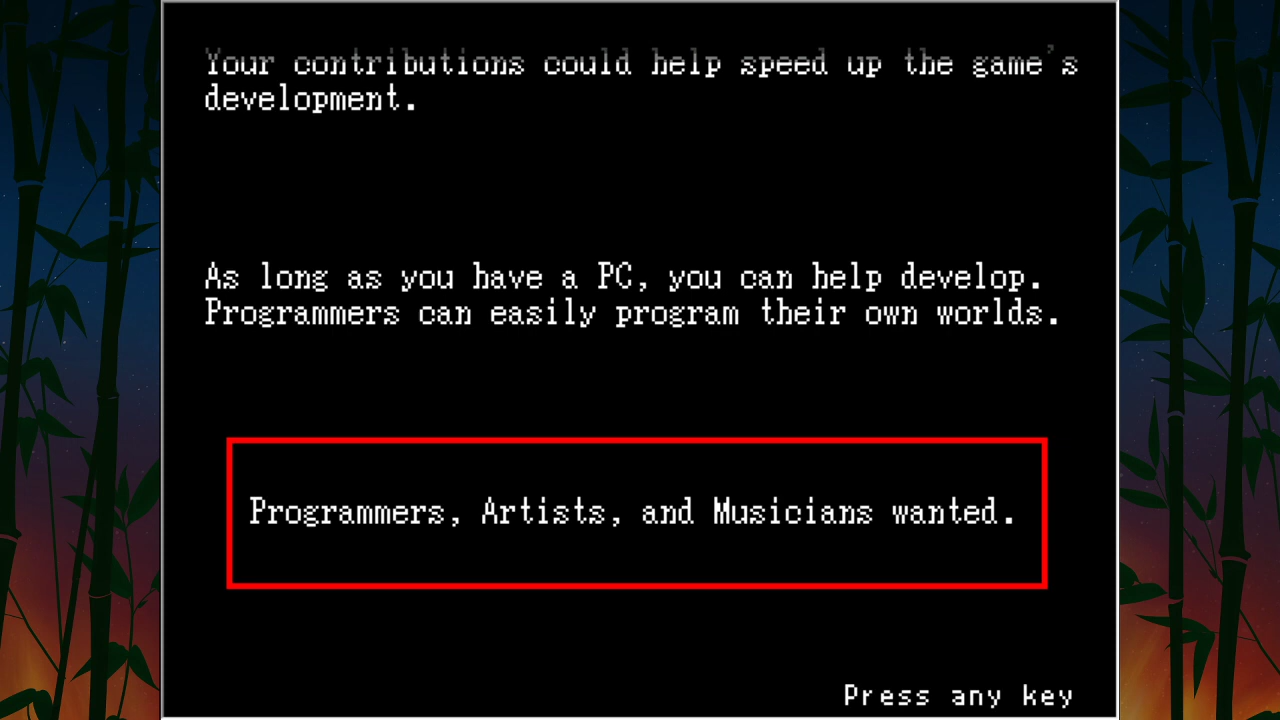 Your contributions could help speed up the game's
development.
As long as you have a PC, you can help develop.
Programmers can easily program their own worlds.
Programmers, Artists, and Musicians wanted.
Press any key